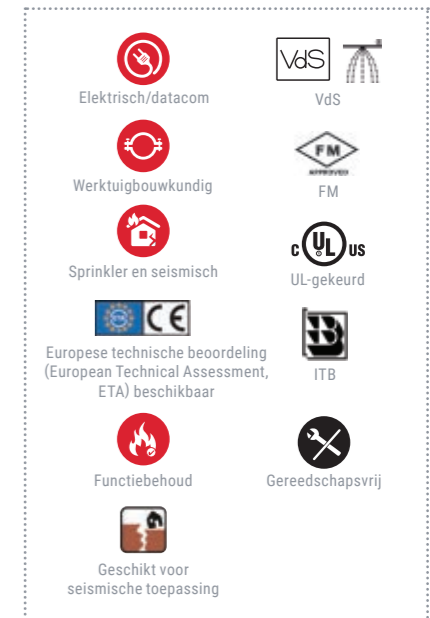 Elektrisch/datacom
VdS
VdS
Werktuigbouwkundig
FM
APPROVED
FM
Sprinkler en seismisch
c UL us
UL-gekeurd
CE
Europese technische beoordeling
(European Technical Assessment,
ETA) beschikbaar
ITB
Functiebehoud
Gereedschapsvrij
Geschikt voor
seismische toepassing